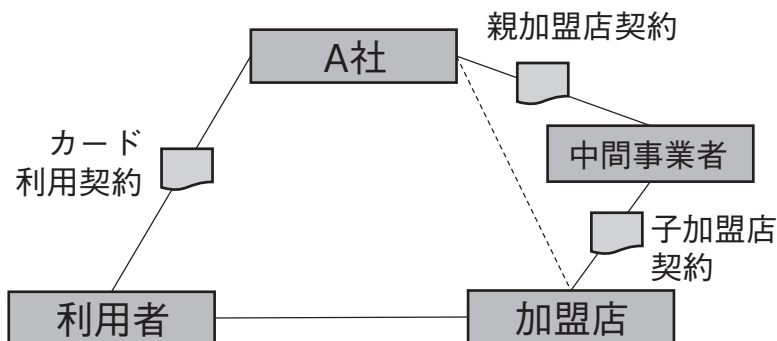 親加盟店契約
A社
カード
利用契約
中間事業者
子加盟店
契約
利用者
加盟店